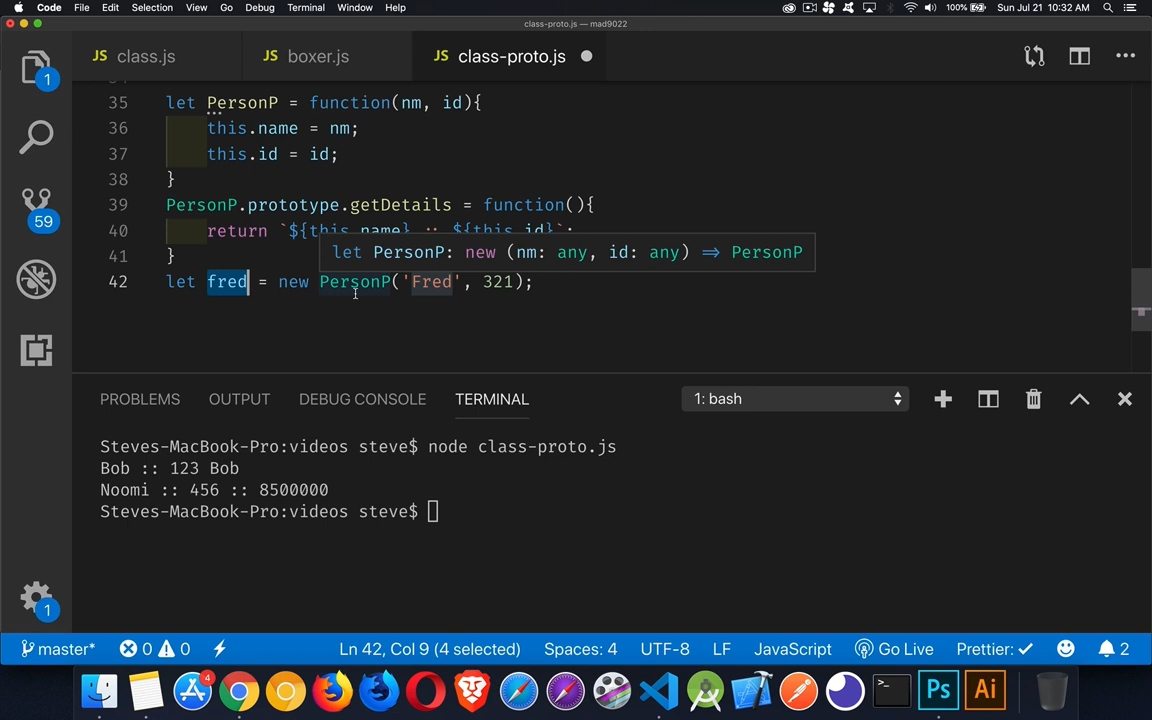 Code File Edit Selection View Go Debug Terminal Window Help 100% Sun Jul 21 10:32 AM
class-proto.js — mad9022
JS class.js JS boxer.js JS class-proto.js
1
35 let PersonP = function(nm, id){
36 this.name = nm;
37 this.id = id;
38 }
39 PersonP.prototype.getDetails = function(){
59
40 return `${this.name} :: ${this.id}`;
41 }
let PersonP: new (nm: any, id: any) ⇒ PersonP
42 let fred = new PersonP('Fred', 321);
PROBLEMS OUTPUT DEBUG CONSOLE TERMINAL 1: bash
Steves-MacBook-Pro:videos steve$ node class-proto.js
Bob :: 123 Bob
Noomi :: 456 :: 8500000
Steves-MacBook-Pro:videos steve$
1
master* 0 0 Ln 42, Col 9 (4 selected) Spaces: 4 UTF-8 LF JavaScript Go Live Prettier: ✓ 2
4
>_ Ps Ai